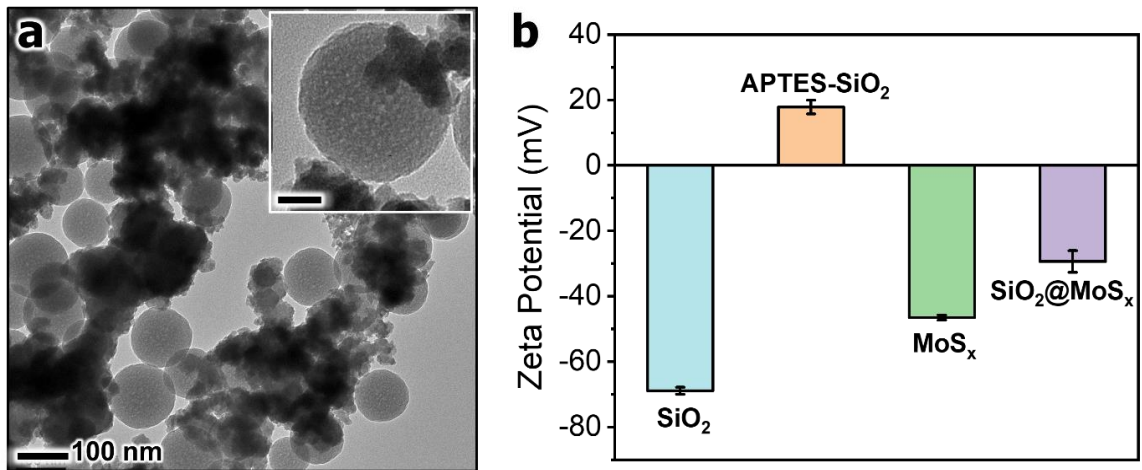 a
100 nm
b
Zeta Potential (mV)
40
20
0
-20
-40
-60
-80
APTES-SiO₂
SiO₂
MoSₓ
SiO₂@MoSₓ